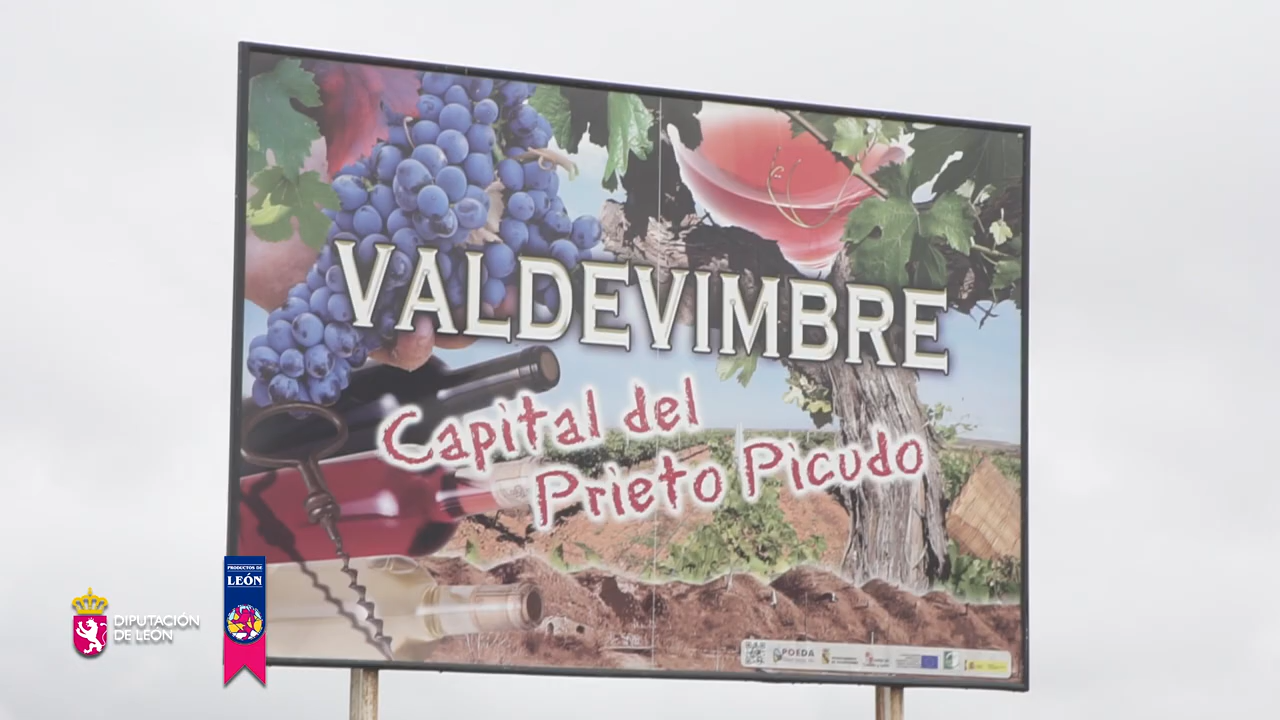 VALDEVIMBRE
Capital del
Prieto Picudo
PRODUCTOS DE
LEÓN
DIPUTACIÓN
DE LEÓN
POEDA